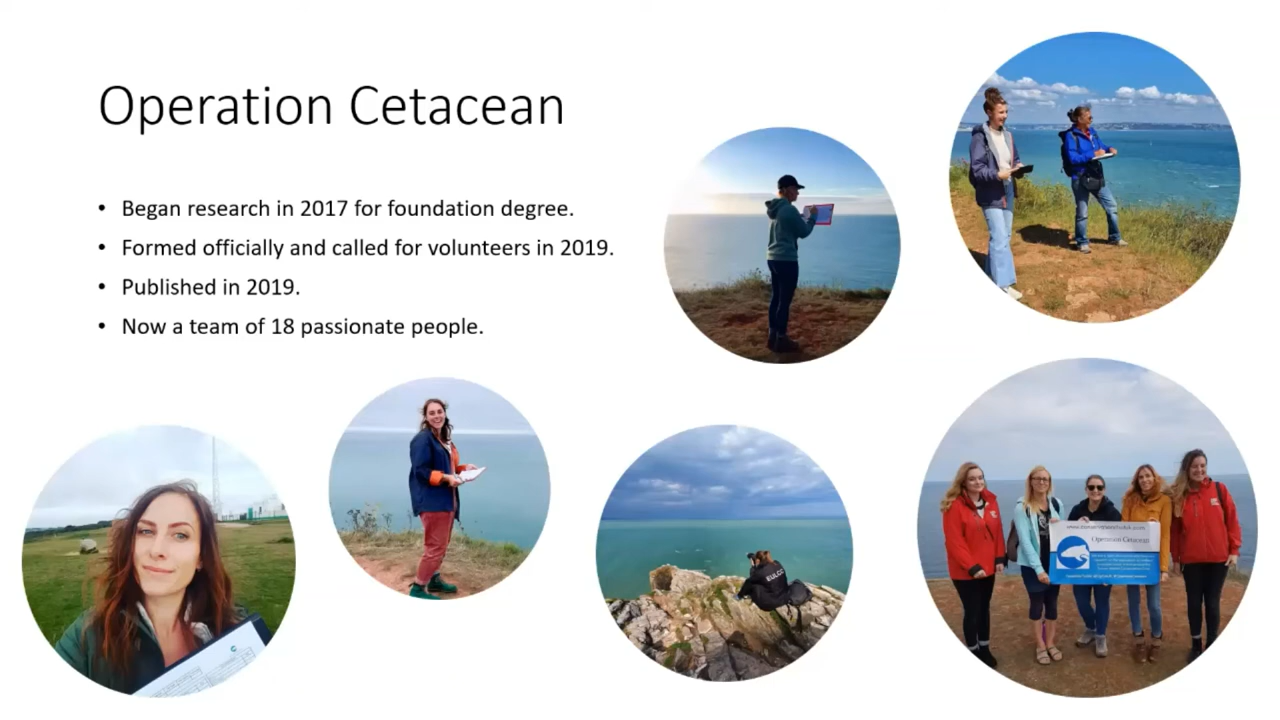 Operation Cetacean
• Began research in 2017 for foundation degree.
• Formed officially and called for volunteers in 2019.
• Published in 2019.
• Now a team of 18 passionate people.
EULCC
Operation Cetacean